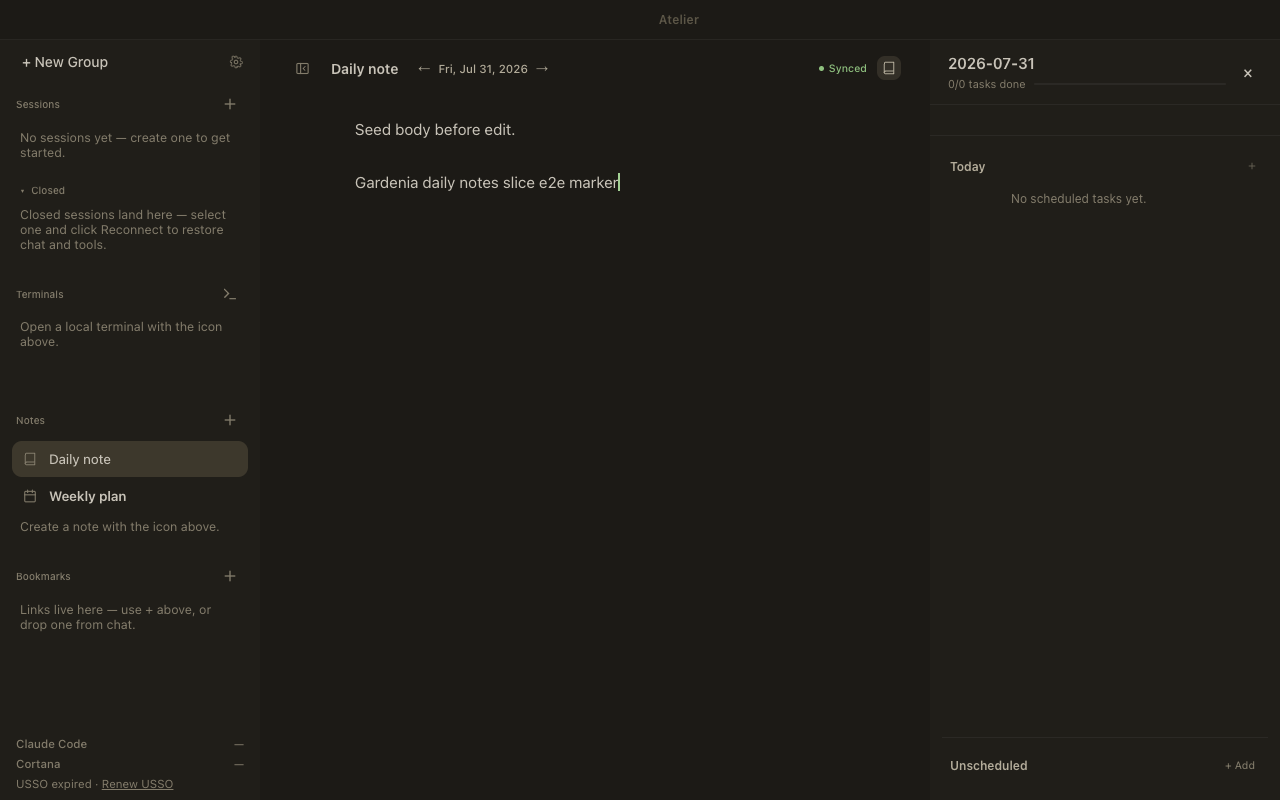 Atelier
+ New Group
Sessions
No sessions yet — create one to get
started.
Closed
Closed sessions land here — select
one and click Reconnect to restore
chat and tools.
Terminals
Open a local terminal with the icon
above.
Notes
Daily note
Weekly plan
Create a note with the icon above.
Bookmarks
Links live here — use + above, or
drop one from chat.
Claude Code —
Cortana —
USSO expired · Renew USSO
Daily note ← Fri, Jul 31, 2026 →
Synced
Seed body before edit.
Gardenia daily notes slice e2e marker
2026-07-31
0/0 tasks done
Today +
No scheduled tasks yet.
Unscheduled + Add